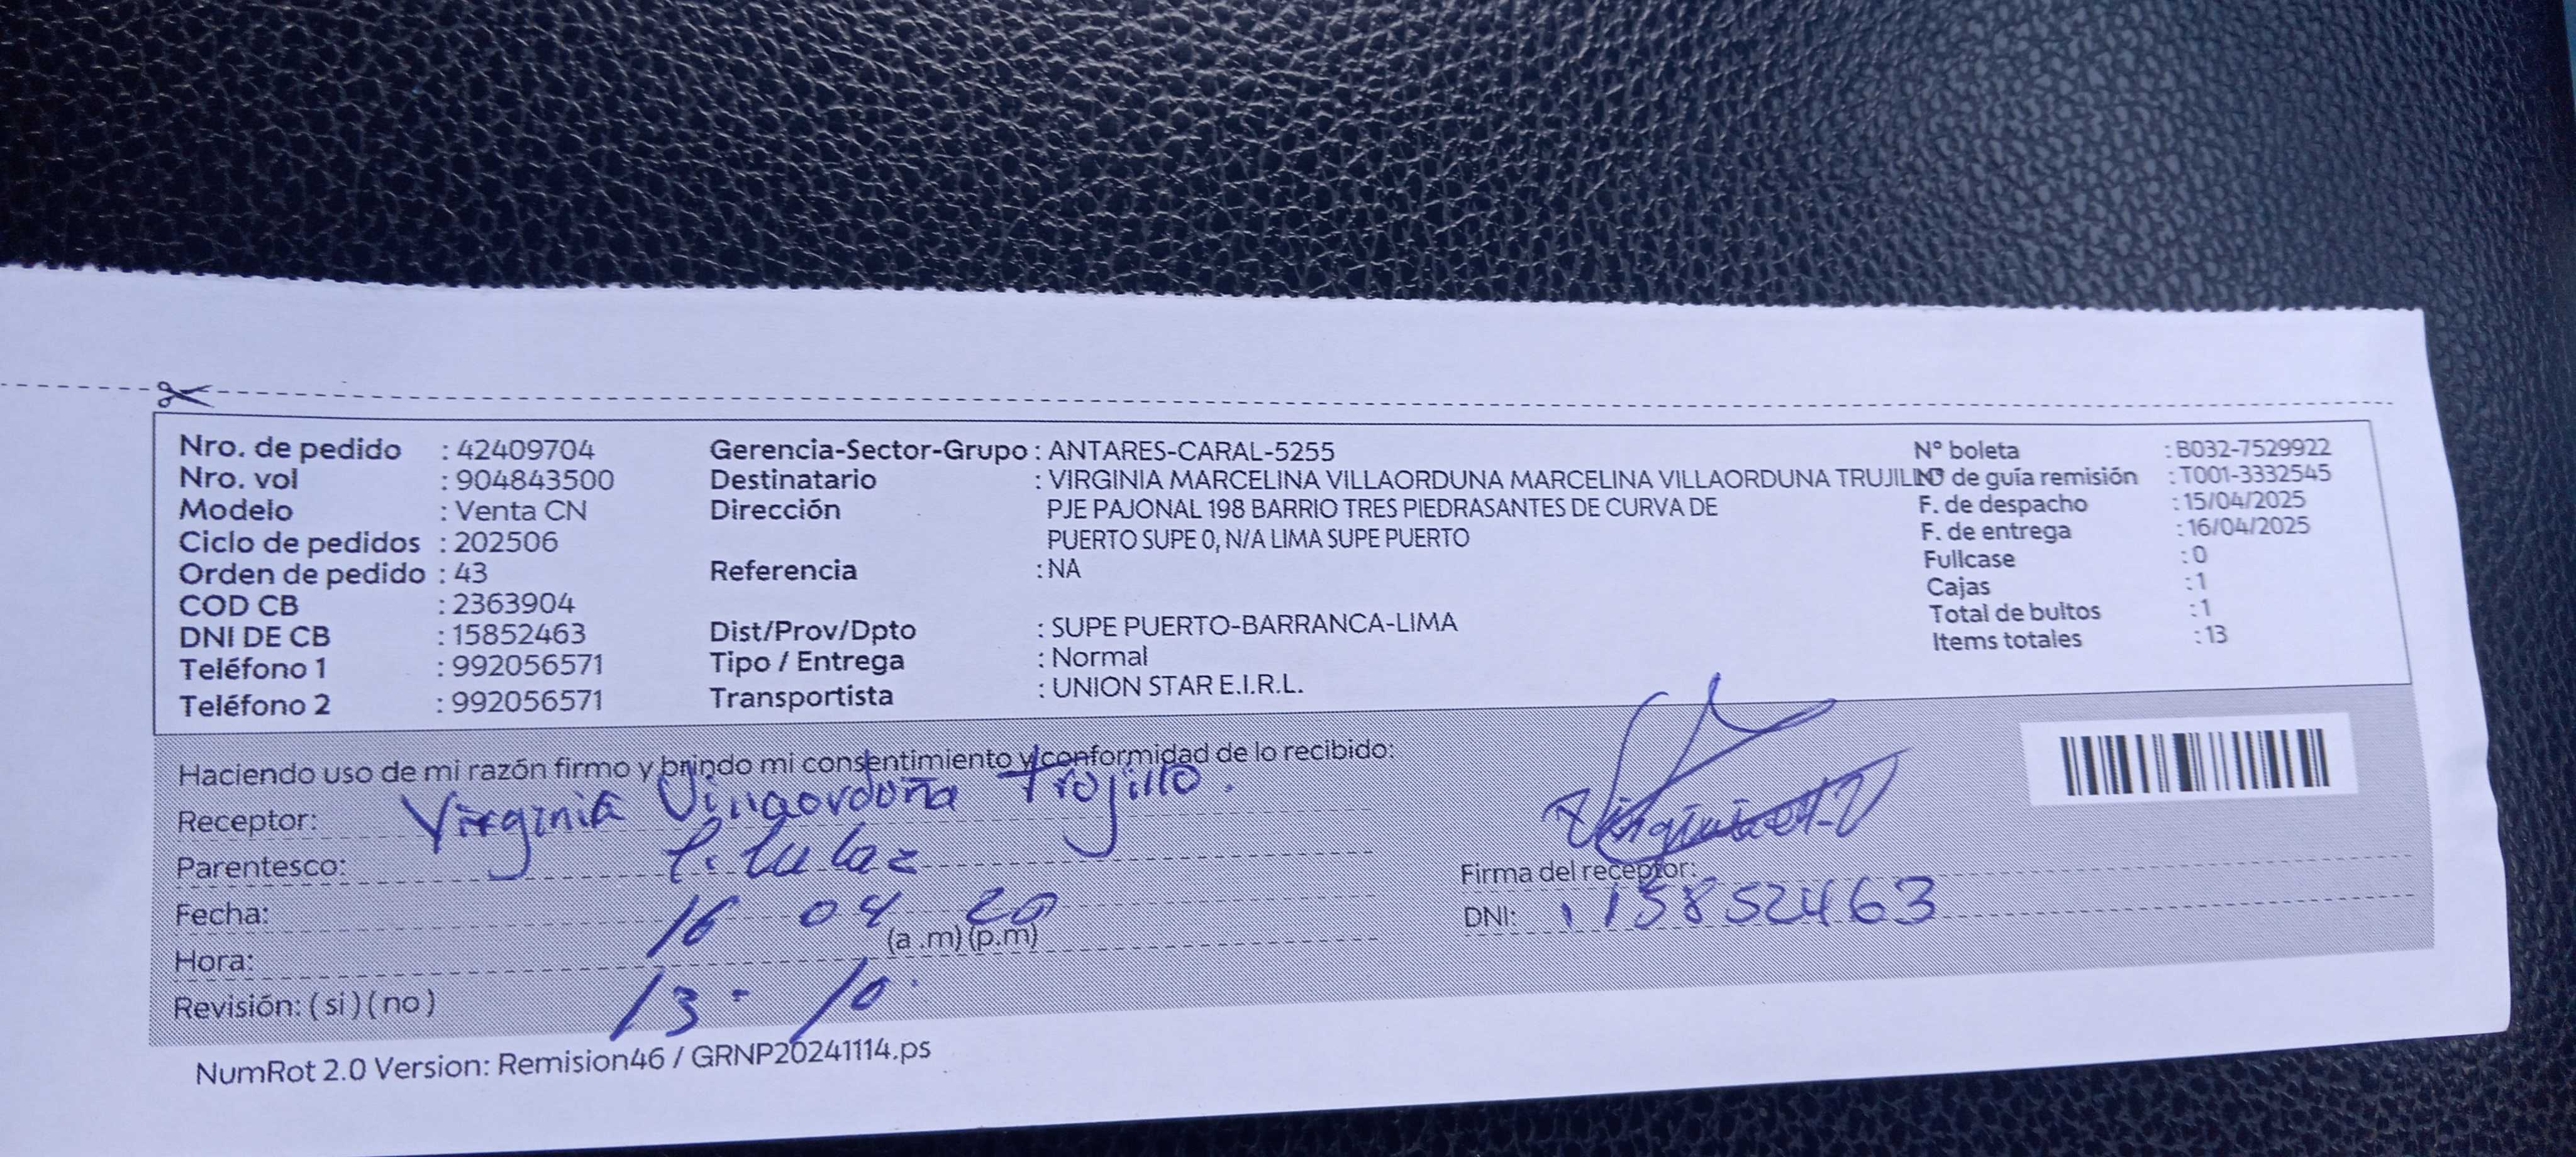 Nro. de pedido : 42409704 Gerencia-Sector-Grupo : ANTARES-CARAL-5255 N° boleta : B032-7529922
Nro. vol : 904843500 Destinatario : VIRGINIA MARCELINA VILLAORDUNA MARCELINA VILLAORDUNA TRUJILLO N° de guía remisión : T001-3332545
Modelo : Venta CN Dirección PJE PAJONAL 198 BARRIO TRES PIEDRASANTES DE CURVA DE F. de despacho : 15/04/2025
Ciclo de pedidos : 202506 PUERTO SUPE 0, N/A LIMA SUPE PUERTO F. de entrega : 16/04/2025
Orden de pedido : 43 Referencia : NA Fullcase : 0
COD CB : 2363904 Cajas : 1
DNI DE CB : 15852463 Dist/Prov/Dpto : SUPE PUERTO-BARRANCA-LIMA Total de bultos : 1
Teléfono 1 : 992056571 Tipo / Entrega : Normal Items totales : 13
Teléfono 2 : 992056571 Transportista : UNION STAR E.I.R.L.
Haciendo uso de mi razón firmo y brindo mi consentimiento y conformidad de lo recibido:
Receptor: Virginia Villaorduña Trojillo.
Parentesco: titular
Firma del receptor:
Fecha: 16 04
DNI: 15852463
Hora: (a .m) (p.m)
13 - 10
Revisión: ( si ) ( no )
NumRot 2.0 Version: Remision46 / GRNP20241114.ps